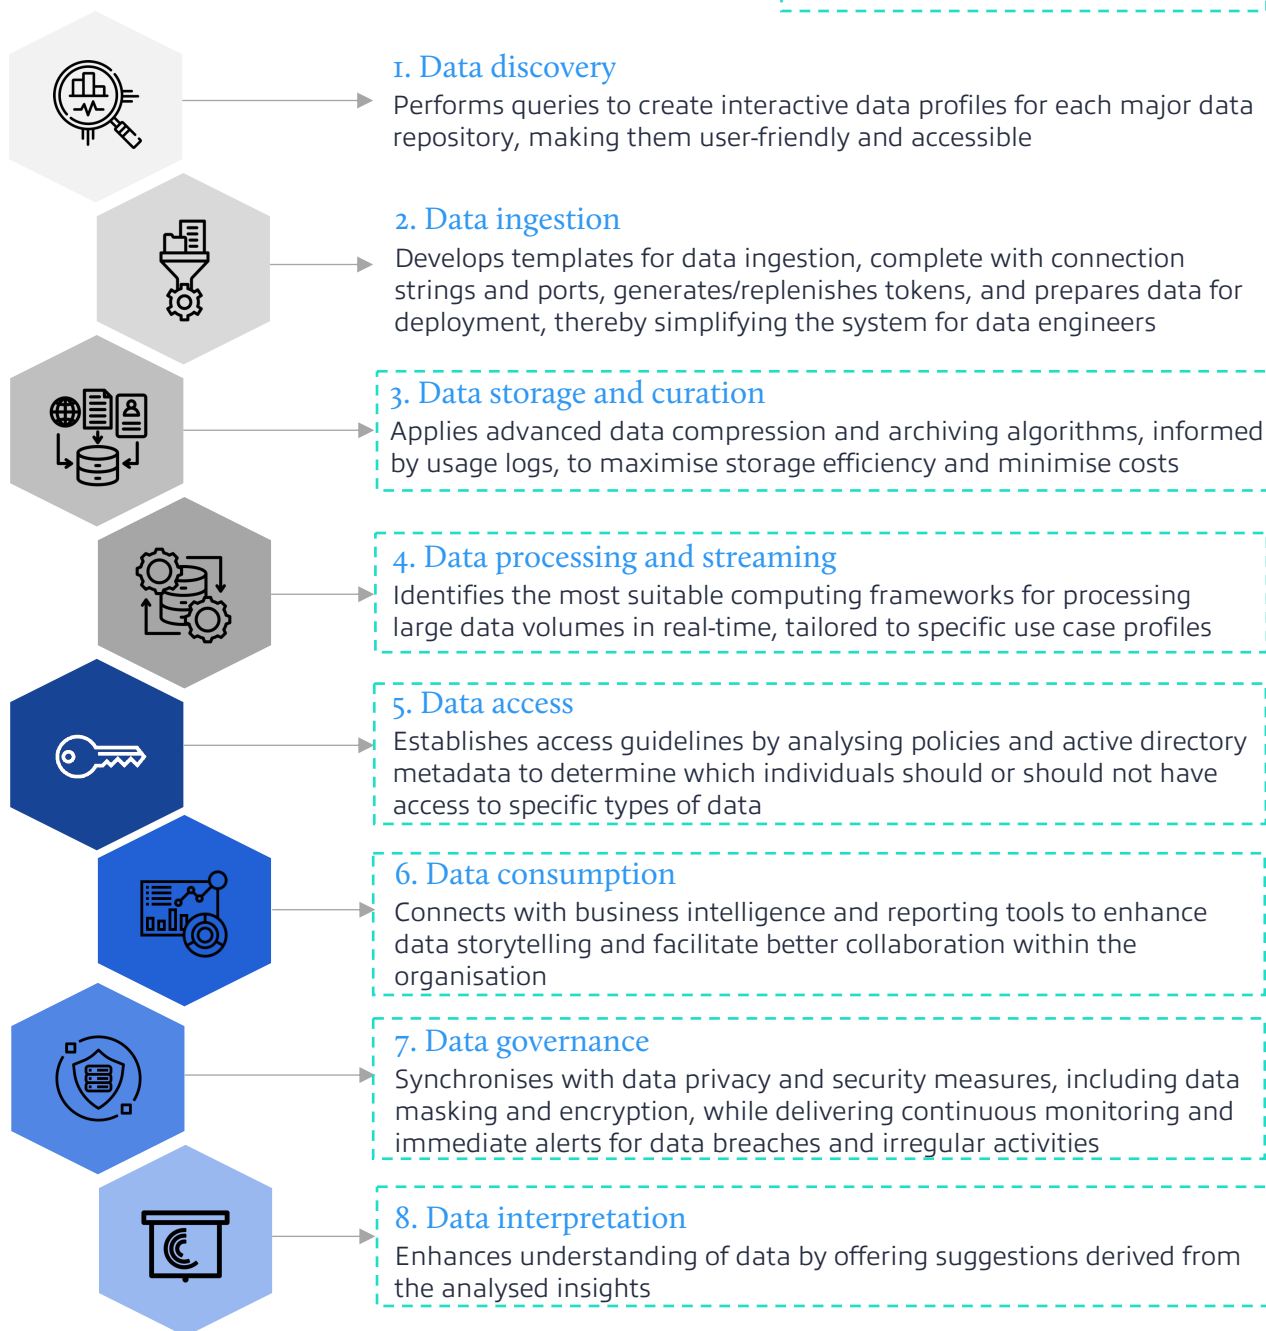 1. Data discovery
Performs queries to create interactive data profiles for each major data
repository, making them user-friendly and accessible
2. Data ingestion
Develops templates for data ingestion, complete with connection
strings and ports, generates/replenishes tokens, and prepares data for
deployment, thereby simplifying the system for data engineers
3. Data storage and curation
Applies advanced data compression and archiving algorithms, informed
by usage logs, to maximise storage efficiency and minimise costs
4. Data processing and streaming
Identifies the most suitable computing frameworks for processing
large data volumes in real-time, tailored to specific use case profiles
5. Data access
Establishes access guidelines by analysing policies and active directory
metadata to determine which individuals should or should not have
access to specific types of data
6. Data consumption
Connects with business intelligence and reporting tools to enhance
data storytelling and facilitate better collaboration within the
organisation
7. Data governance
Synchronises with data privacy and security measures, including data
masking and encryption, while delivering continuous monitoring and
immediate alerts for data breaches and irregular activities
8. Data interpretation
Enhances understanding of data by offering suggestions derived from
the analysed insights